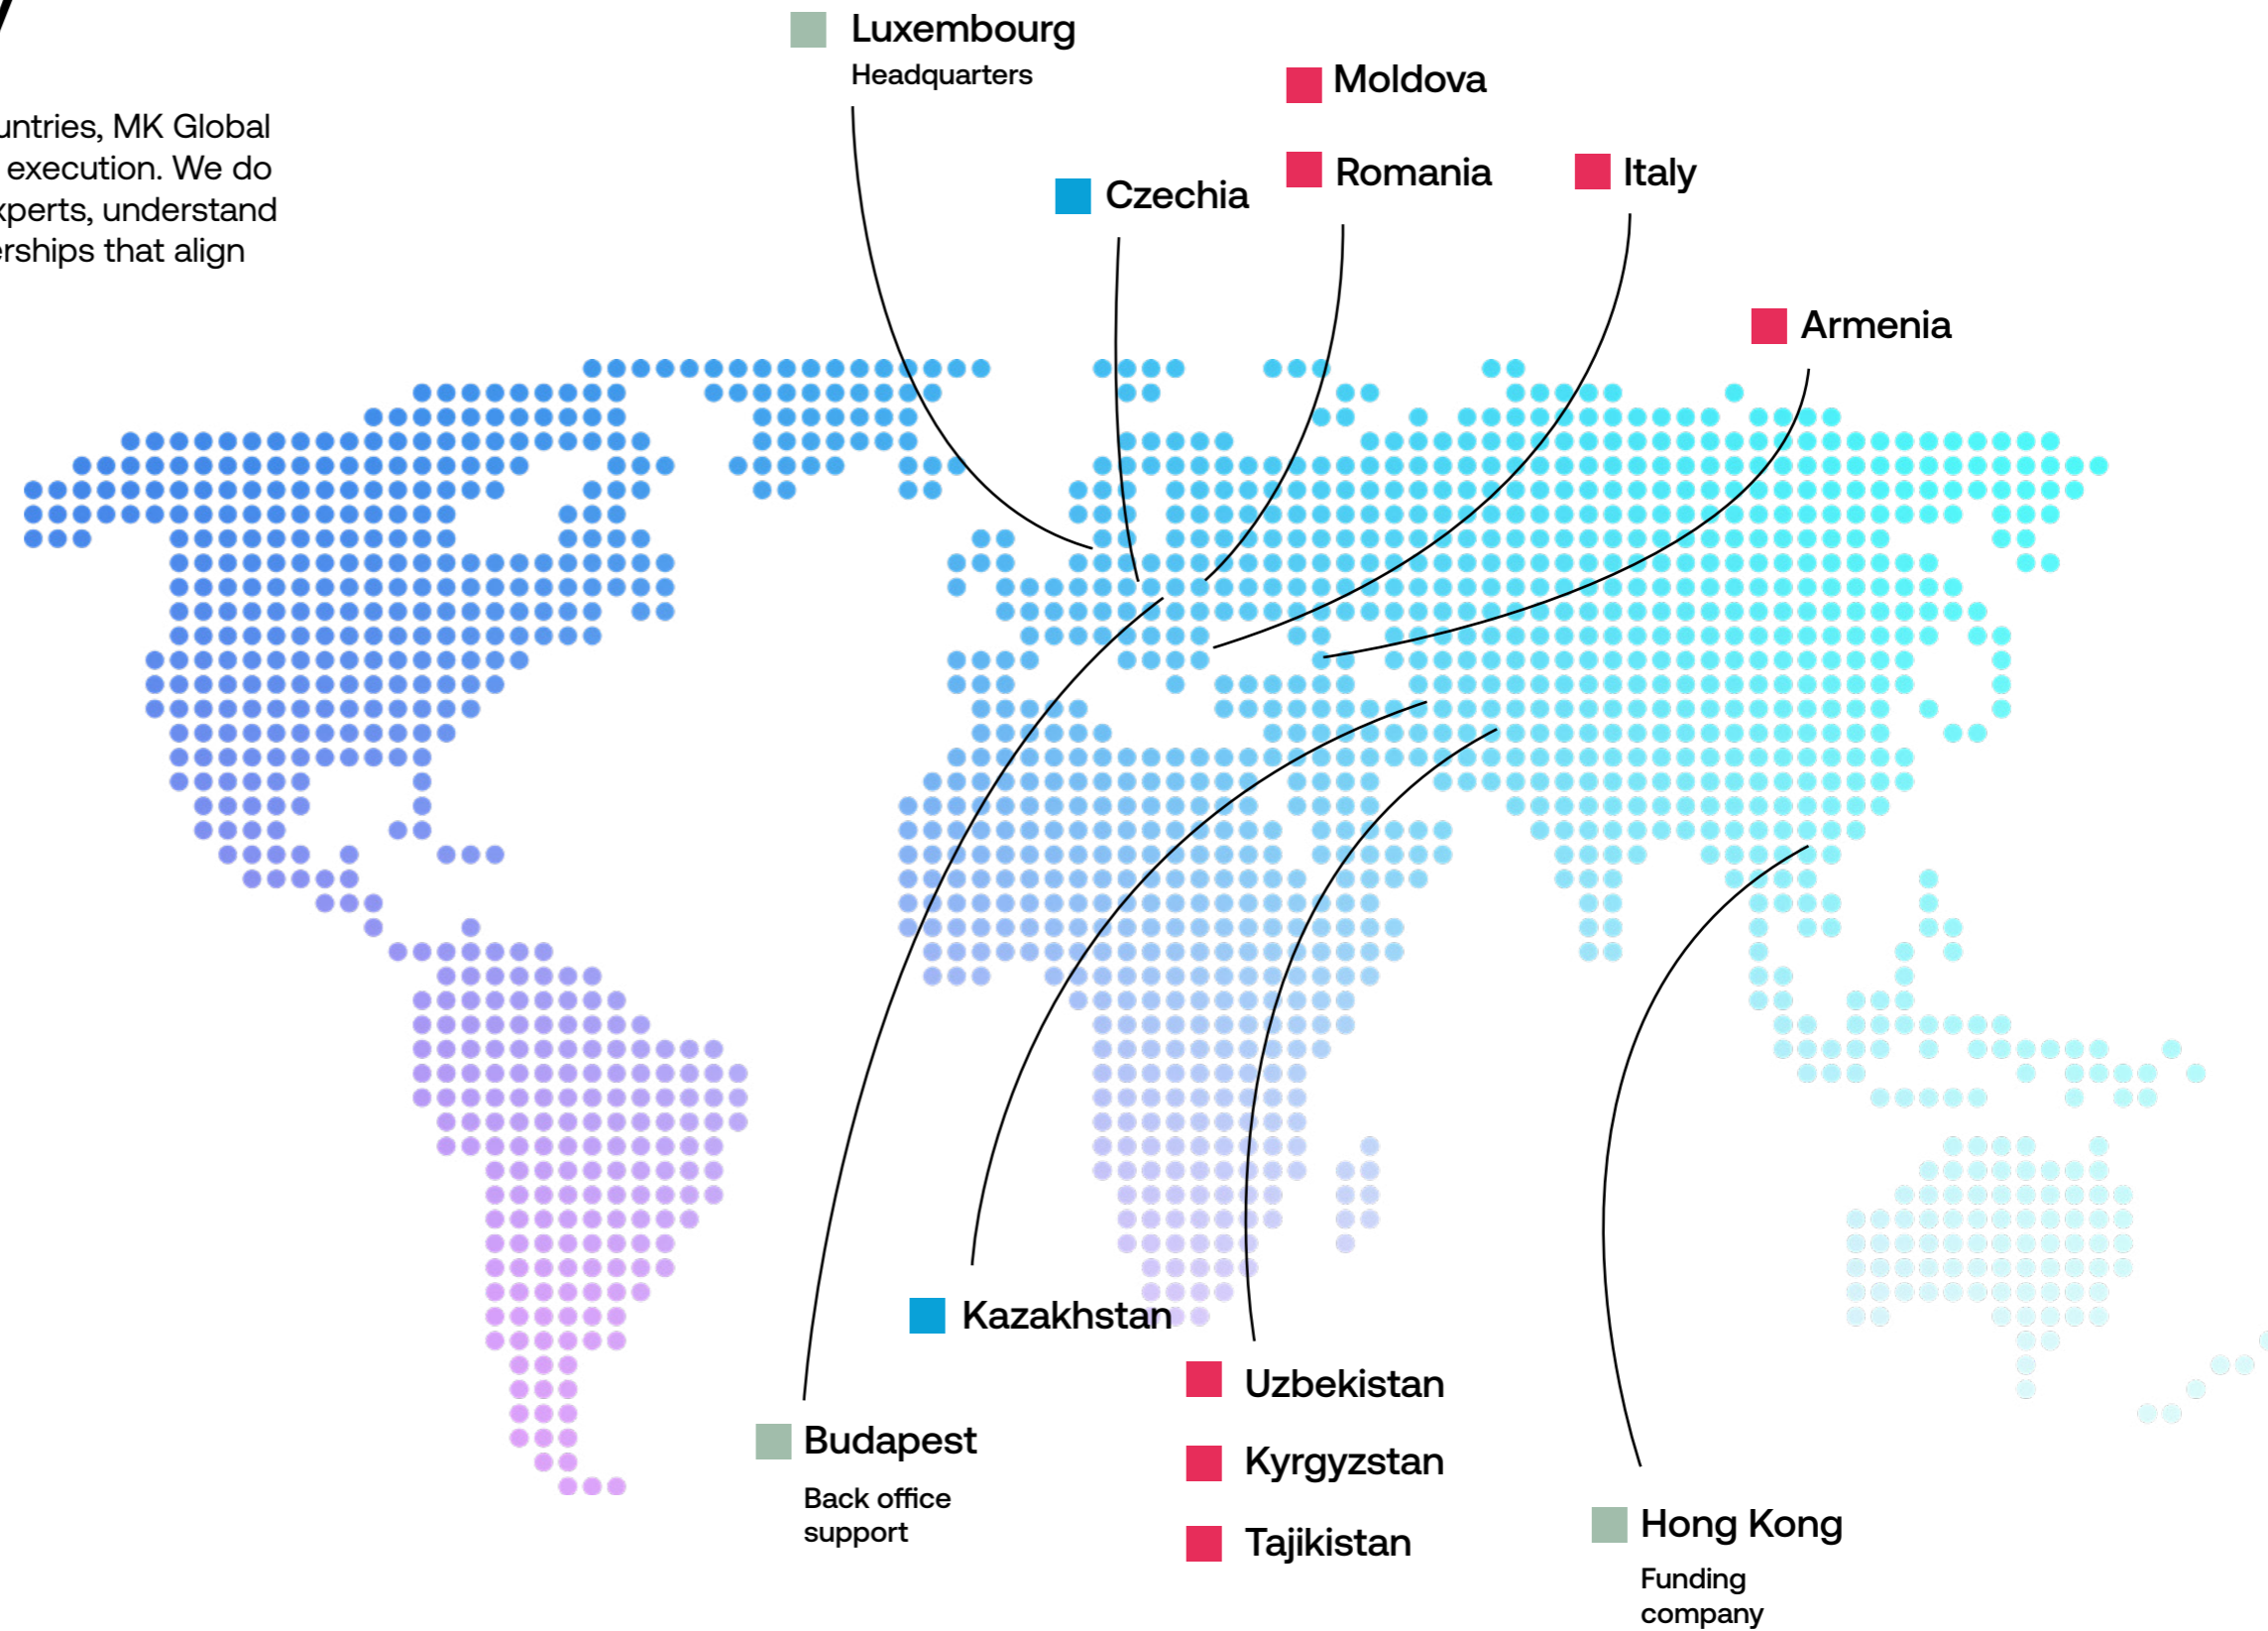 untries, MK Global
execution. We do
xperts, understand
erships that align
Luxembourg
Headquarters
Moldova
Czechia
Romania
Italy
Armenia
Kazakhstan
Uzbekistan
Budapest
Kyrgyzstan
Back office
support
Tajikistan
Hong Kong
Funding
company